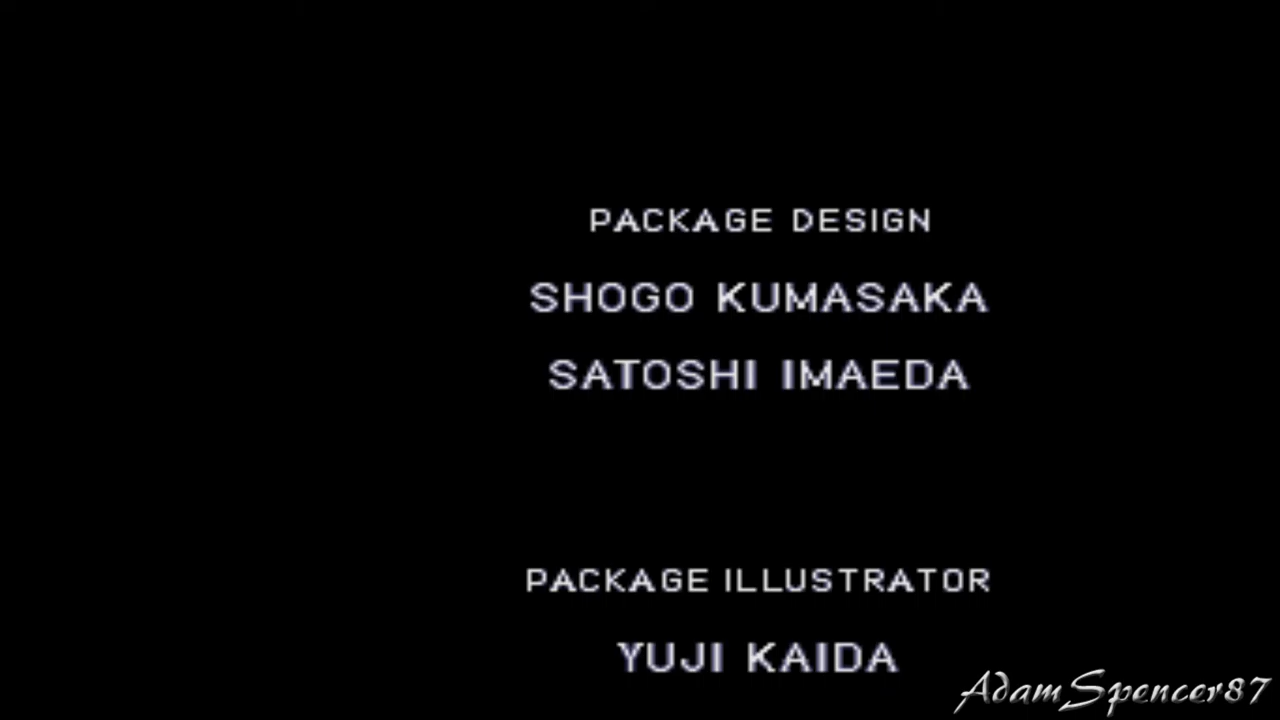 PACKAGE DESIGN
SHOGO KUMASAKA
SATOSHI IMAEDA
PACKAGE ILLUSTRATOR
YUJI KAIDA
AdamSpencer87